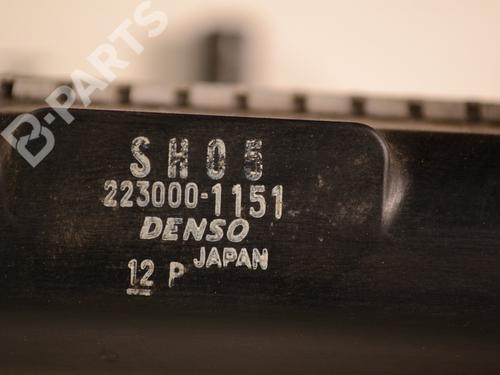 B-PARTS
SH05
223000-1151
DENSO
JAPAN
12 P